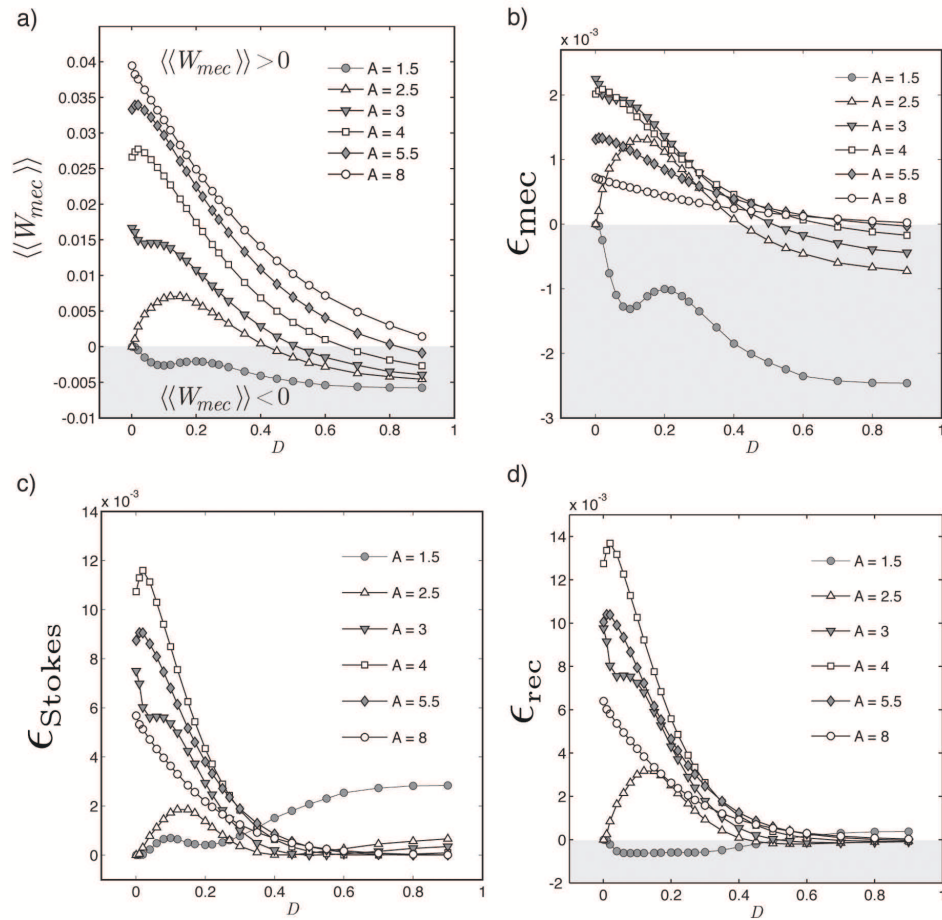 a)
⟨⟨W_mec⟩⟩
⟨⟨W_mec⟩⟩ > 0
⟨⟨W_mec⟩⟩ < 0
0.04
0.035
0.03
0.025
0.02
0.015
0.01
0.005
0
-0.005
-0.01
0
0.2
0.4
0.6
0.8
1
D
A = 1.5
A = 2.5
A = 3
A = 4
A = 5.5
A = 8
b)
x 10⁻³
ϵmec
2
1
0
-1
-2
-3
0
0.2
0.4
0.6
0.8
1
D
A = 1.5
A = 2.5
A = 3
A = 4
A = 5.5
A = 8
c)
x 10⁻³
ϵStokes
14
12
10
8
6
4
2
0
0
0.2
0.4
0.6
0.8
1
D
A = 1.5
A = 2.5
A = 3
A = 4
A = 5.5
A = 8
d)
x 10⁻³
ϵrec
14
12
10
8
6
4
2
0
-2
0
0.2
0.4
0.6
0.8
1
D
A = 1.5
A = 2.5
A = 3
A = 4
A = 5.5
A = 8